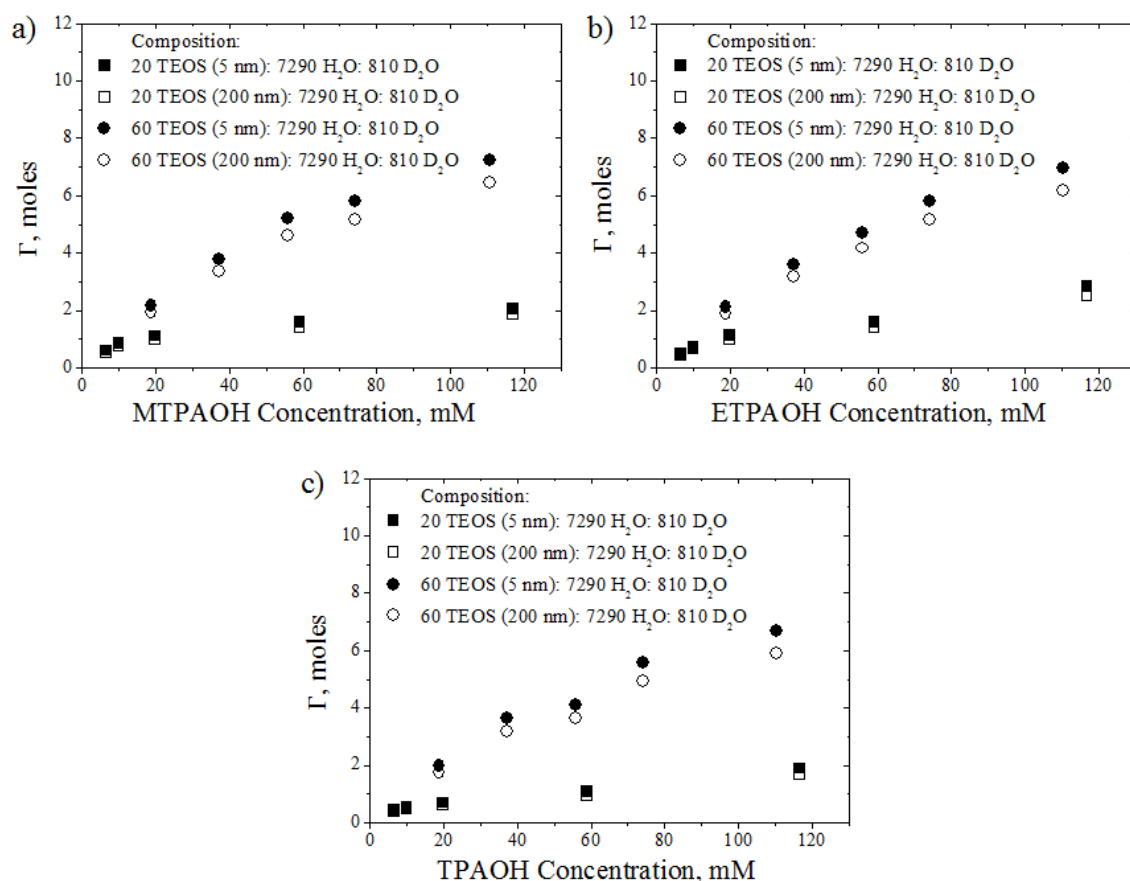 a)
Composition:
20 TEOS (5 nm): 7290 H₂O: 810 D₂O
20 TEOS (200 nm): 7290 H₂O: 810 D₂O
60 TEOS (5 nm): 7290 H₂O: 810 D₂O
60 TEOS (200 nm): 7290 H₂O: 810 D₂O
Γ, moles
12
10
8
6
4
2
0
0 20 40 60 80 100 120
MTPAOH Concentration, mM
b)
Composition:
20 TEOS (5 nm): 7290 H₂O: 810 D₂O
20 TEOS (200 nm): 7290 H₂O: 810 D₂O
60 TEOS (5 nm): 7290 H₂O: 810 D₂O
60 TEOS (200 nm): 7290 H₂O: 810 D₂O
Γ, moles
12
10
8
6
4
2
0
0 20 40 60 80 100 120
ETPAOH Concentration, mM
c)
Composition:
20 TEOS (5 nm): 7290 H₂O: 810 D₂O
20 TEOS (200 nm): 7290 H₂O: 810 D₂O
60 TEOS (5 nm): 7290 H₂O: 810 D₂O
60 TEOS (200 nm): 7290 H₂O: 810 D₂O
Γ, moles
12
10
8
6
4
2
0
0 20 40 60 80 100 120
TPAOH Concentration, mM